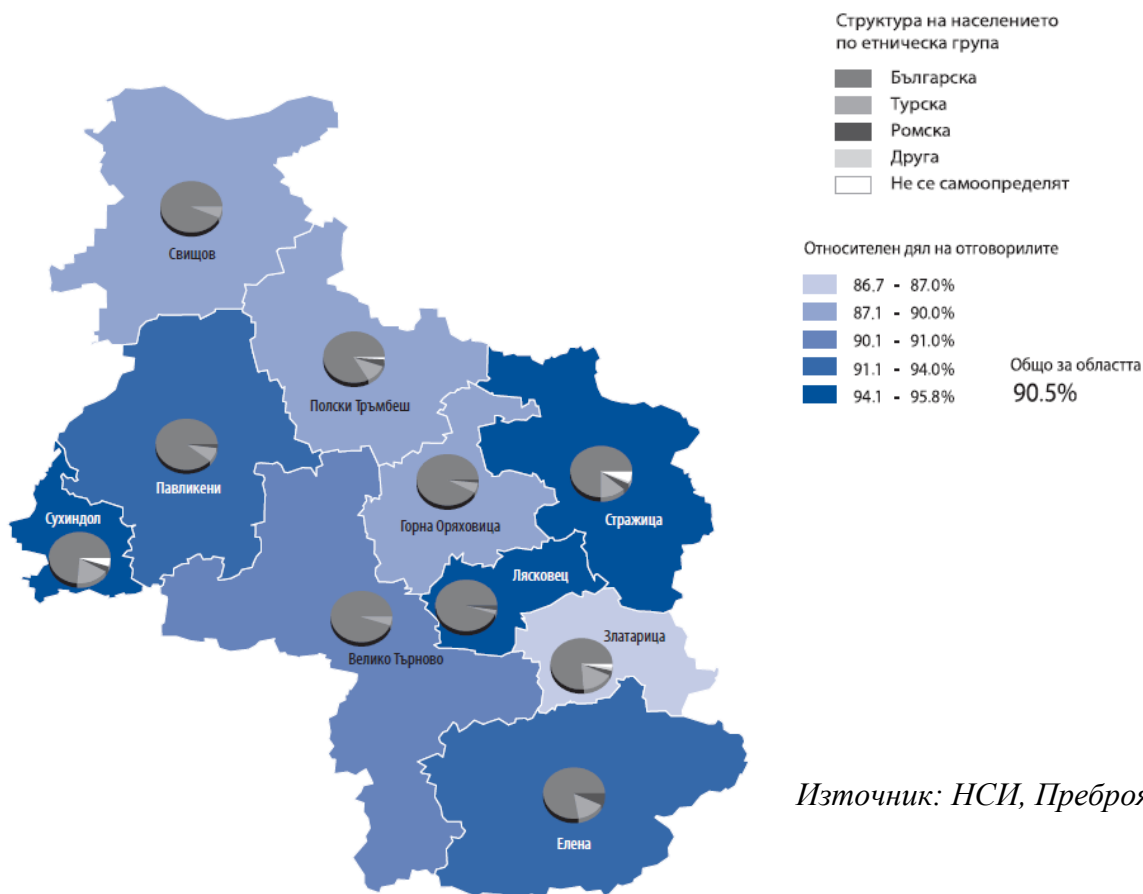 Структура на населението
по етническа група
Българска
Турска
Ромска
Друга
Не се самоопределят
Относителен дял на отговорилите
86.7 - 87.0%
87.1 - 90.0%
90.1 - 91.0%
91.1 - 94.0%
94.1 - 95.8%
Общо за областта
90.5%
Свищов
Полски Тръмбеш
Павликени
Сухиндол
Горна Оряховица
Стражица
Лясковец
Златарица
Велико Търново
Елена
Източник: НСИ,